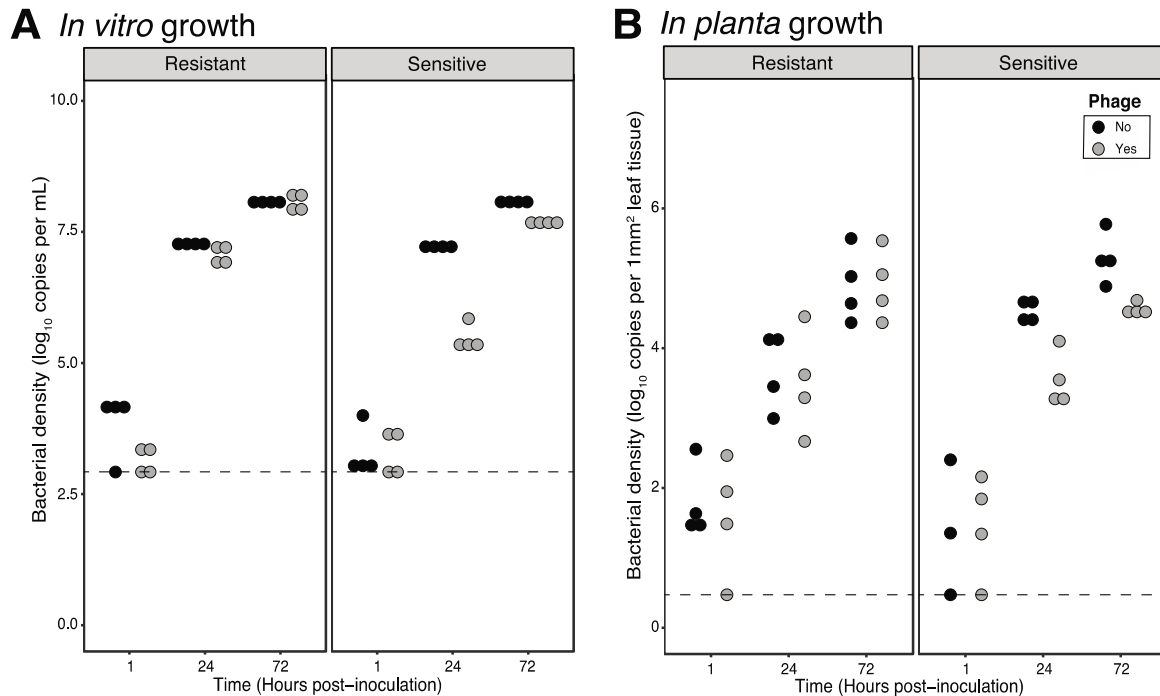 A In vitro growth
Resistant
Sensitive
Bacterial density (log10 copies per mL)
10.0
7.5
5.0
2.5
0.0
1
24
72
1
24
72
Time (Hours post–inoculation)
B In planta growth
Resistant
Sensitive
Phage
No
Yes
Bacterial density (log10 copies per 1mm² leaf tissue)
6
4
2
0
1
24
72
1
24
72
Time (Hours post–inoculation)